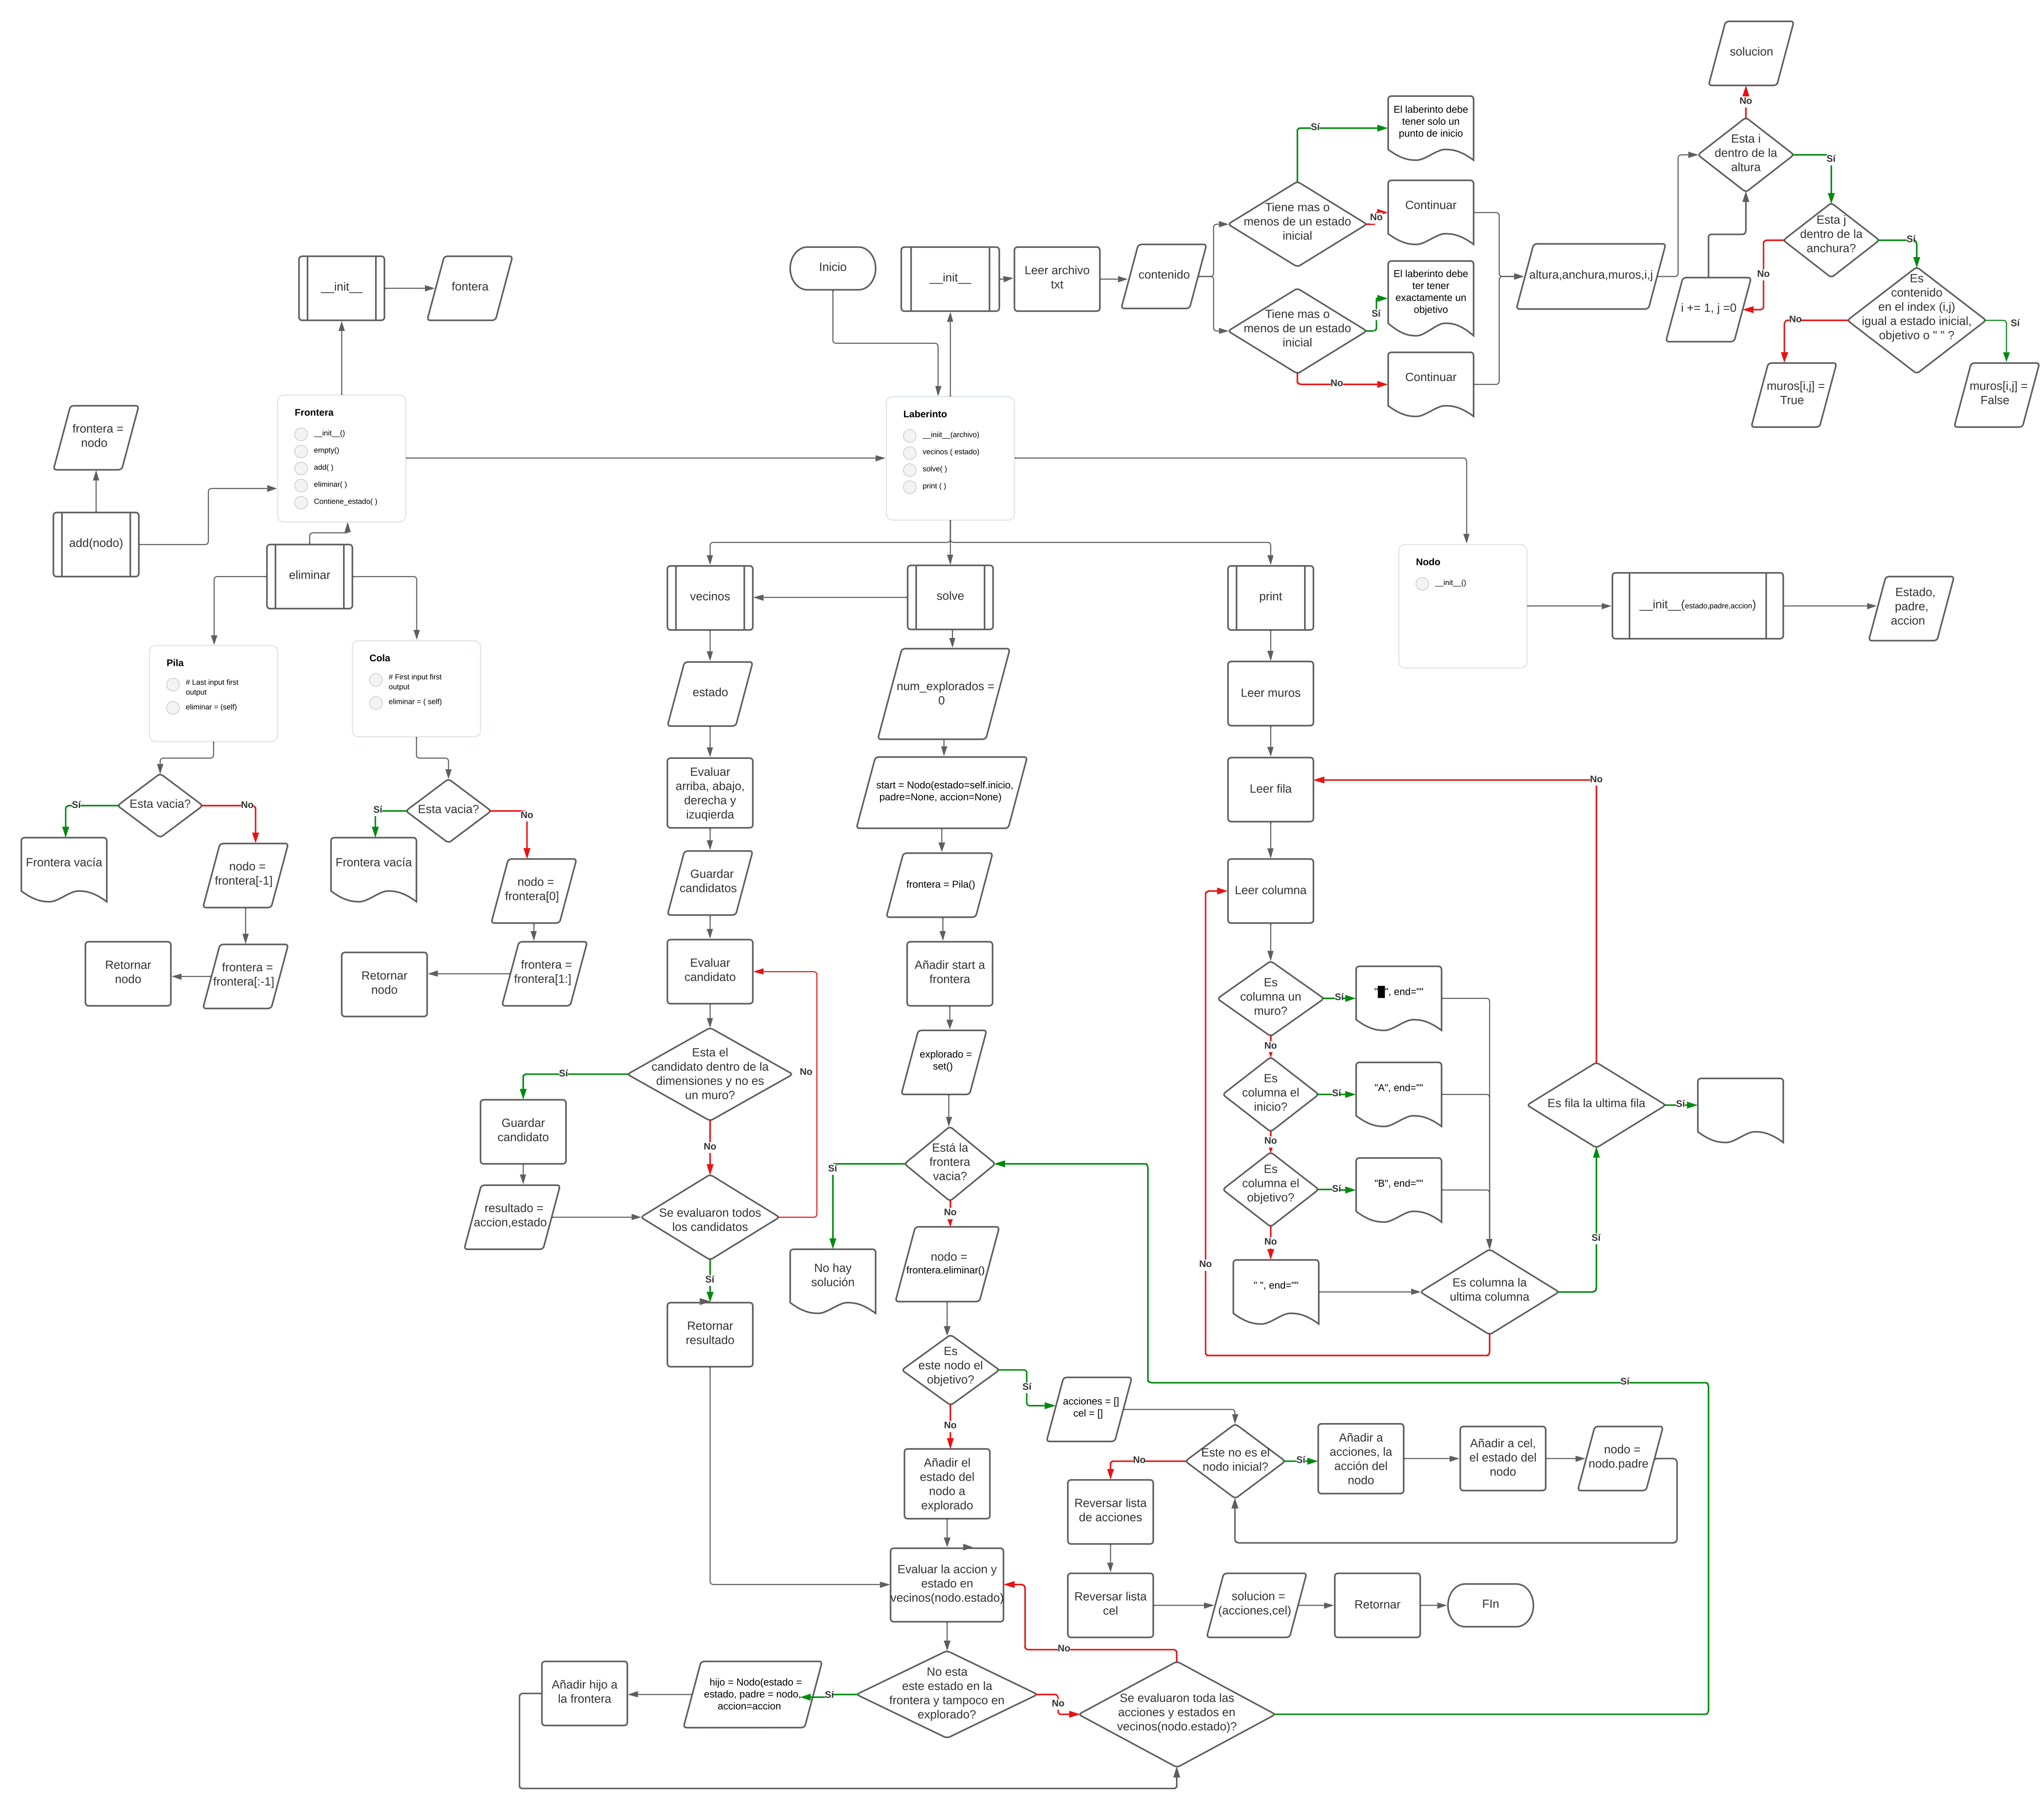 solucion
No
Esta i
dentro de la
altura
Sí
Esta j
dentro de la
anchura?
Sí
No
Es
contenido
en el index (i,j)
igual a estado inicial,
objetivo o " " ?
i += 1, j =0
No
Sí
muros[i,j] =
True
muros[i,j] =
False
El laberinto debe
tener solo un
punto de inicio
Sí
Tiene mas o
menos de un estado
inicial
No
Continuar
El laberinto debe
ter tener
exactamente un
objetivo
Sí
Tiene mas o
menos de un estado
inicial
No
Continuar
altura,anchura,muros,i,j
Inicio
__init__
Leer archivo
txt
contenido
__init__
fontera
Frontera
__init__()
empty()
add( )
eliminar( )
Contiene_estado( )
frontera =
nodo
add(nodo)
eliminar
Laberinto
__init__(archivo)
vecinos ( estado)
solve( )
print ( )
Nodo
__init__()
__init__(estado,padre,accion)
Estado,
padre,
accion
Pila
# Last input first
output
eliminar = (self)
Cola
# First input first
output
eliminar = ( self)
Esta vacia?
Sí
No
Frontera vacía
nodo =
frontera[-1]
frontera =
frontera[:-1]
Retornar
nodo
Esta vacia?
Sí
No
Frontera vacía
nodo =
frontera[0]
frontera =
frontera[1:]
Retornar
nodo
vecinos
estado
Evaluar
arriba, abajo,
derecha y
izuqierda
Guardar
candidatos
Evaluar
candidato
Esta el
candidato dentro de la
dimensiones y no es
un muro?
Sí
No
No
Guardar
candidato
resultado =
accion,estado
Se evaluaron todos
los candidatos
Sí
Retornar
resultado
solve
num_explorados =
0
start = Nodo(estado=self.inicio,
padre=None, accion=None)
frontera = Pila()
Añadir start a
frontera
explorado =
set()
Está la
frontera
vacia?
Sí
No
No hay
solución
nodo =
frontera.eliminar()
Es
este nodo el
objetivo?
Sí
No
acciones = []
cel = []
Añadir el
estado del
nodo a
explorado
Evaluar la accion y
estado en
vecinos(nodo.estado)
No esta
este estado en la
frontera y tampoco en
explorado?
Sí
No
hijo = Nodo(estado =
estado, padre = nodo,
accion=accion
Añadir hijo a
la frontera
Se evaluaron toda las
acciones y estados en
vecinos(nodo.estado)?
No
Sí
Este no es el
nodo inicial?
No
Sí
Añadir a
acciones, la
acción del
nodo
Añadir a cel,
el estado del
nodo
nodo =
nodo.padre
Reversar lista
de acciones
Reversar lista
cel
solucion =
(acciones,cel)
Retornar
FIn
print
Leer muros
Leer fila
Leer columna
Es
columna un
muro?
Sí
"█", end=""
No
Es
columna el
inicio?
Sí
"A", end=""
No
Es
columna el
objetivo?
Sí
"B", end=""
No
" ", end=""
Es columna la
ultima columna
No
Sí
Es fila la ultima fila
Sí
No